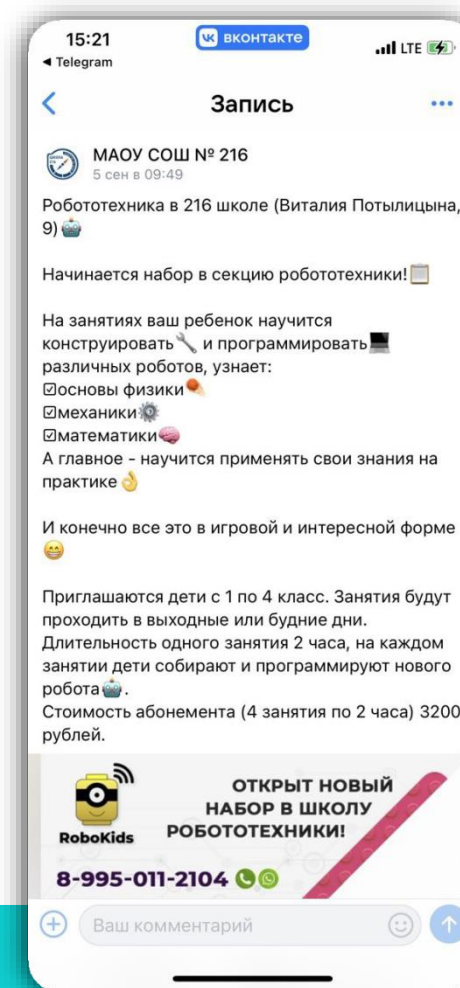 15:21
вконтакте
LTE
◄ Telegram
Запись
МАОУ СОШ № 216
5 сен в 09:49
Робототехника в 216 школе (Виталия Потылицына,
9)🤖
Начинается набор в секцию робототехники!📋
На занятиях ваш ребенок научится
конструировать🔧 и программировать💻
различных роботов, узнает:
☑основы физики☄
☑механики⚙
☑математики🧠
А главное - научится применять свои знания на
практике👌
И конечно все это в игровой и интересной форме
😁
Приглашаются дети с 1 по 4 класс. Занятия будут
проходить в выходные или будние дни.
Длительность одного занятия 2 часа, на каждом
занятии дети собирают и программируют нового
робота🤖.
Стоимость абонемента (4 занятия по 2 часа) 3200
рублей.
ОТКРЫТ НОВЫЙ
НАБОР В ШКОЛУ
РОБОТОТЕХНИКИ!
RoboKids
8-995-011-2104
Ваш комментарий